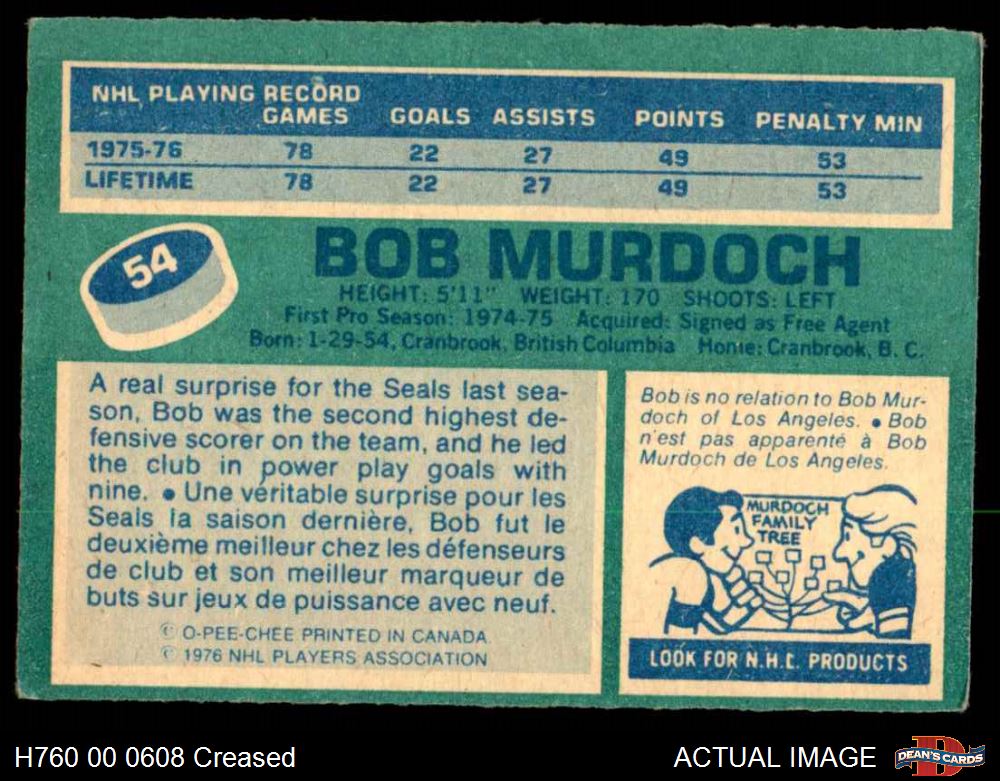 NHL PLAYING RECORD
GAMES GOALS ASSISTS POINTS PENALTY MIN
1975-76 78 22 27 49 53
LIFETIME 78 22 27 49 53
54
BOB MURDOCH
HEIGHT: 5'11" WEIGHT: 170 SHOOTS: LEFT
First Pro Season: 1974-75 Acquired: Signed as Free Agent
Born: 1-29-54, Cranbrook, British Columbia Home: Cranbrook, B. C.
A real surprise for the Seals last sea-
son, Bob was the second highest de-
fensive scorer on the team, and he led
the club in power play goals with
nine. • Une véritable surprise pour les
Seals la saison dernière, Bob fut le
deuxième meilleur chez les défenseurs
de club et son meilleur marqueur de
buts sur jeux de puissance avec neuf.
© O-PEE-CHEE PRINTED IN CANADA
© 1976 NHL PLAYERS ASSOCIATION
Bob is no relation to Bob Mur-
doch of Los Angeles. • Bob
n'est pas apparenté à Bob
Murdoch de Los Angeles.
MURDOCH
FAMILY
TREE
LOOK FOR N.H.L. PRODUCTS
H760 00 0608 Creased
ACTUAL IMAGE
D
DEAN'S CARDS